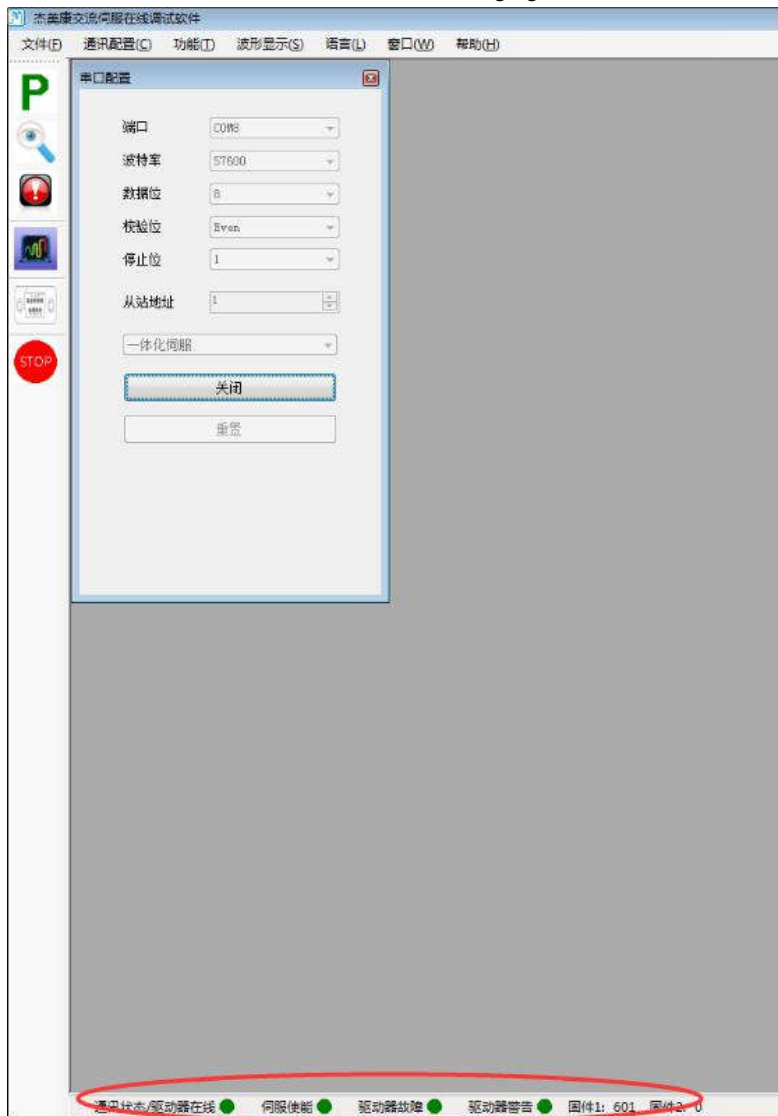 杰美康交流伺服在线调试软件
文件(F) 通讯配置(C) 功能(T) 波形显示(S) 语言(L) 窗口(W) 帮助(H)
串口配置
P
端口 COM8
波特率 57600
数据位 8
校验位 Even
停止位 1
从站地址 1
一体化伺服
STOP
关闭
重置
通讯状态/驱动器在线 伺服使能 驱动器故障 驱动器警告 固件1: 601 固件2: 0